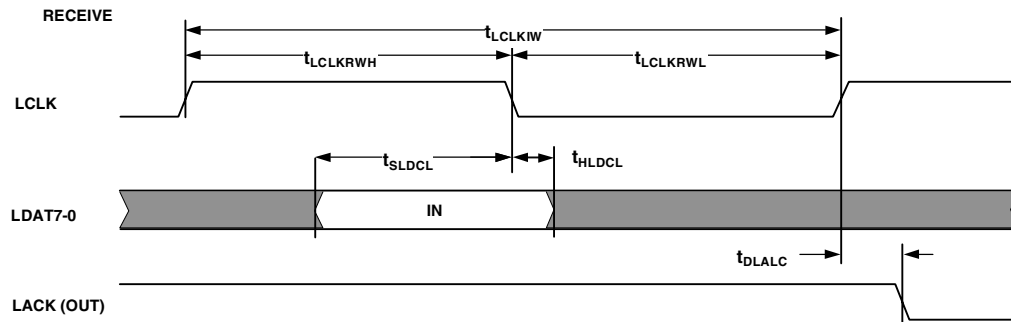 RECEIVE
tLCLKIW
tLCLKRWH
tLCLKRWL
LCLK
tSLDCL
tHLDCL
LDAT7-0
IN
tDLALC
LACK (OUT)